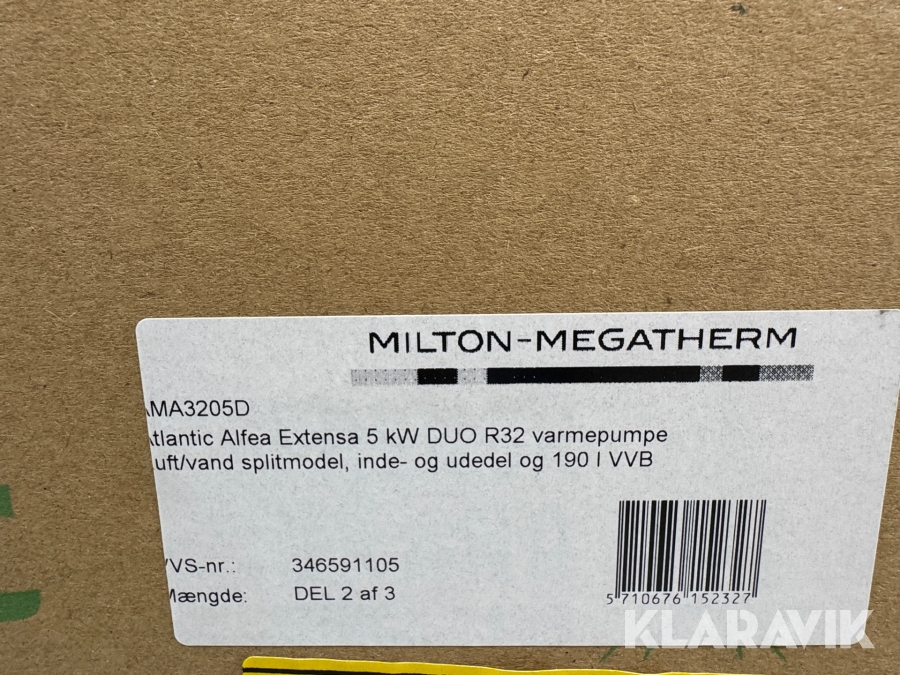 MILTON-MEGATHERM
AMA3205D
Atlantic Alfea Extensa 5 kW DUO R32 varmepumpe
Luft/vand splitmodel, inde- og udedel og 190 l VVB
VVS-nr.: 346591105
Mængde: DEL 2 af 3
5 710676 152327
KLARAVIK